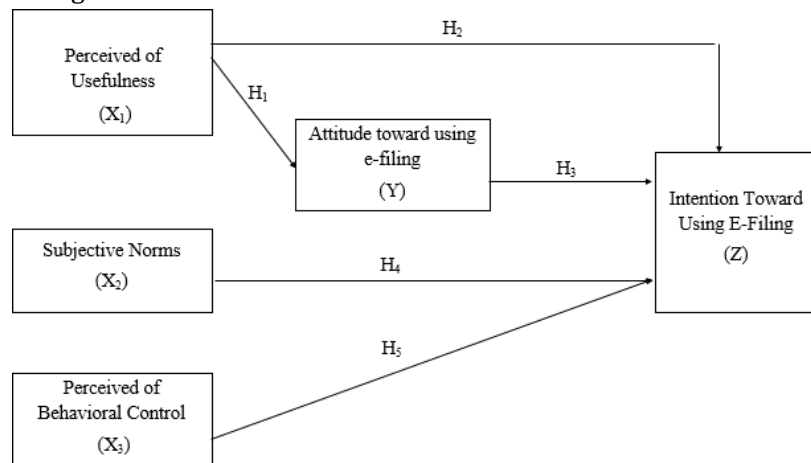 H₂
Perceived of
Usefulness
(X₁)
H₁
Attitude toward using
e-filing
(Y)
H₃
Intention Toward
Using E-Filing
(Z)
Subjective Norms
(X₂)
H₄
H₅
Perceived of
Behavioral Control
(X₃)